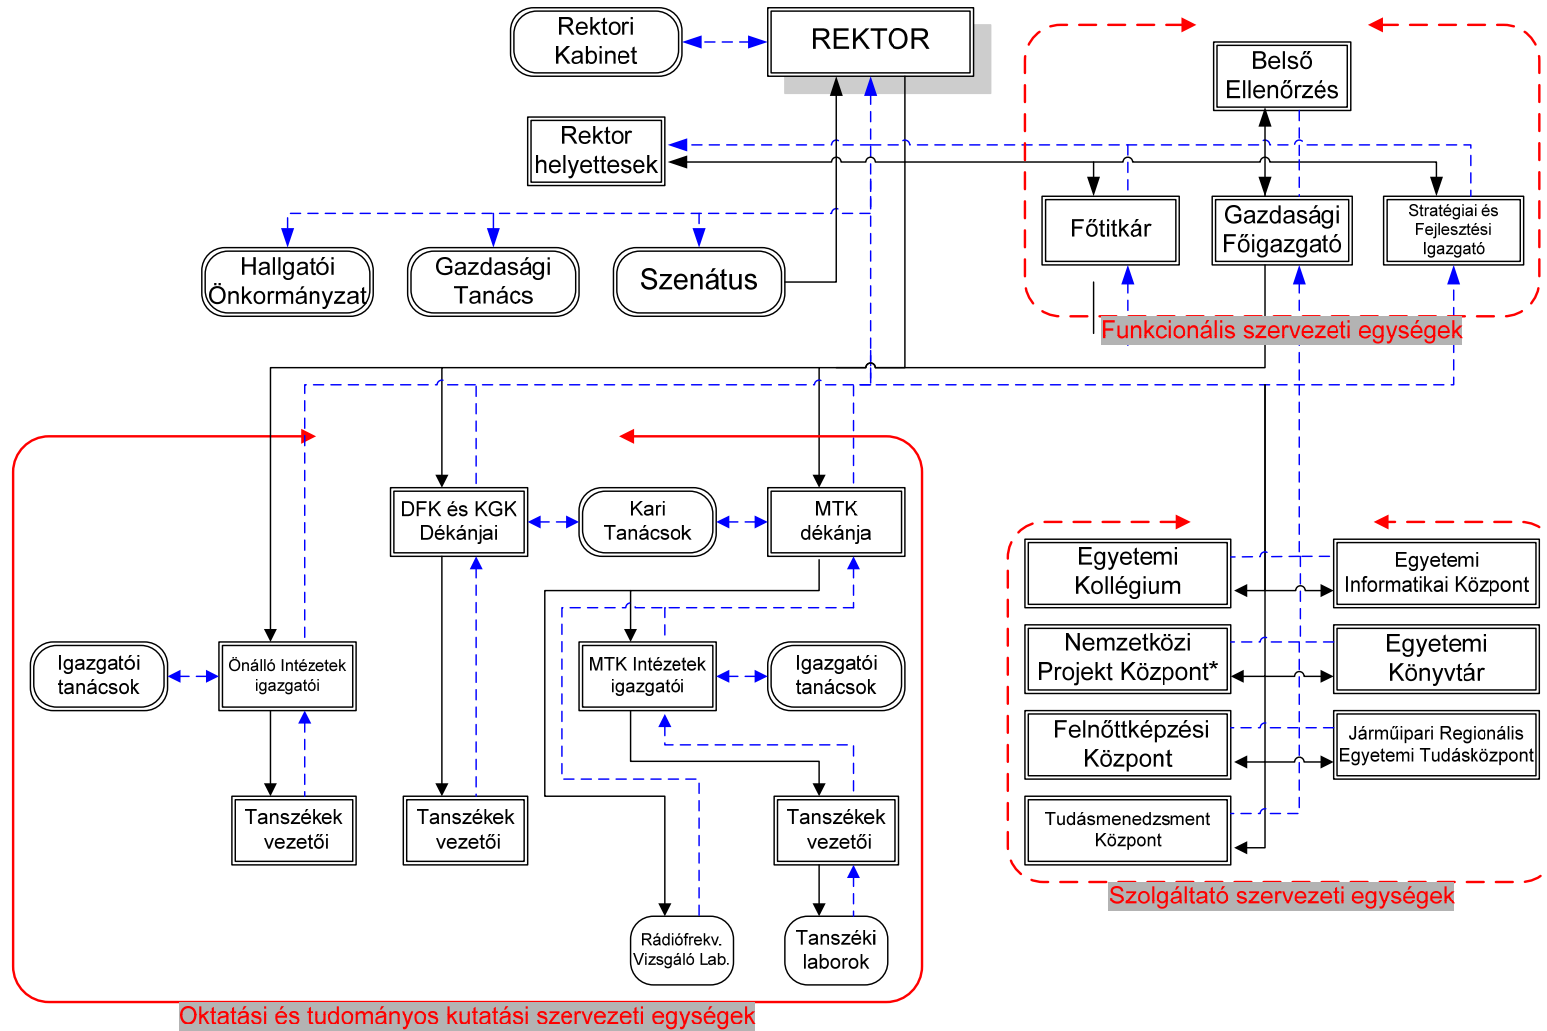 Rektori
Kabinet
REKTOR
Belső
Ellenőrzés
Rektor
helyettesek
Főtitkár
Gazdasági
Főigazgató
Stratégiai és
Fejlesztési
Igazgató
Hallgatói
Önkormányzat
Gazdasági
Tanács
Szenátus
Funkcionális szervezeti egységek
DFK és KGK
Dékánjai
Kari
Tanácsok
MTK
dékánja
Egyetemi
Kollégium
Egyetemi
Informatikai Központ
Igazgatói
tanácsok
Önálló Intézetek
igazgatói
MTK Intézetek
igazgatói
Igazgatói
tanácsok
Nemzetközi
Projekt Központ*
Egyetemi
Könyvtár
Felnőttképzési
Központ
Járműipari Regionális
Egyetemi Tudásközpont
Tanszékek
vezetői
Tanszékek
vezetői
Tanszékek
vezetői
Tudásmenedzsment
Központ
Szolgáltató szervezeti egységek
Rádiófrekv.
Vizsgáló Lab.
Tanszéki
laborok
Oktatási és tudományos kutatási szervezeti egységek